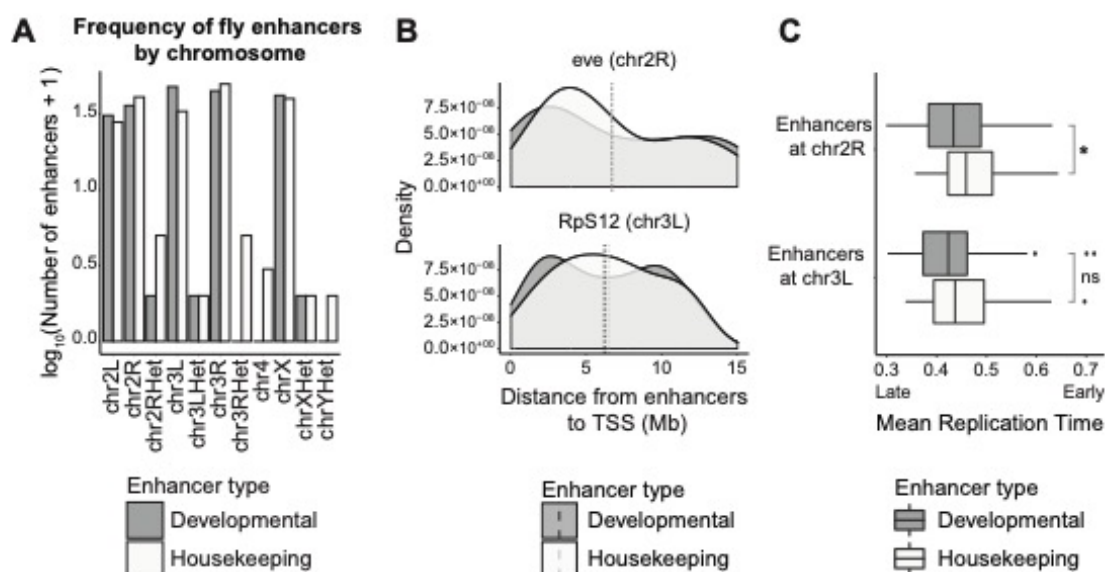 A
Frequency of fly enhancers
by chromosome
log10(Number of enhancers + 1)
1.5
1.0
0.5
0.0
chr2L
chr2R
chr2RHet
chr3L
chr3LHet
chr3R
chr3RHet
chr4
chrX
chrXHet
chrYHet
Enhancer type
Developmental
Housekeeping
B
eve (chr2R)
7.5×10⁻⁰⁸
5.0×10⁻⁰⁸
2.5×10⁻⁰⁸
0.0×10⁺⁰⁰
Density
RpS12 (chr3L)
7.5×10⁻⁰⁸
5.0×10⁻⁰⁸
2.5×10⁻⁰⁸
0.0×10⁺⁰⁰
0 5 10 15
Distance from enhancers
to TSS (Mb)
Enhancer type
Developmental
Housekeeping
C
Enhancers
at chr2R
*
Enhancers
at chr3L
ns
0.3 0.4 0.5 0.6 0.7
Late Early
Mean Replication Time
Enhancer type
Developmental
Housekeeping